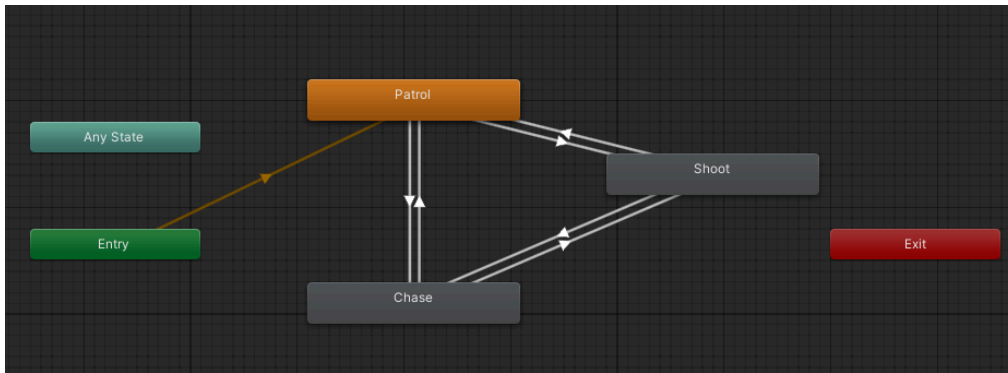 Patrol
Any State
Shoot
Entry
Exit
Chase